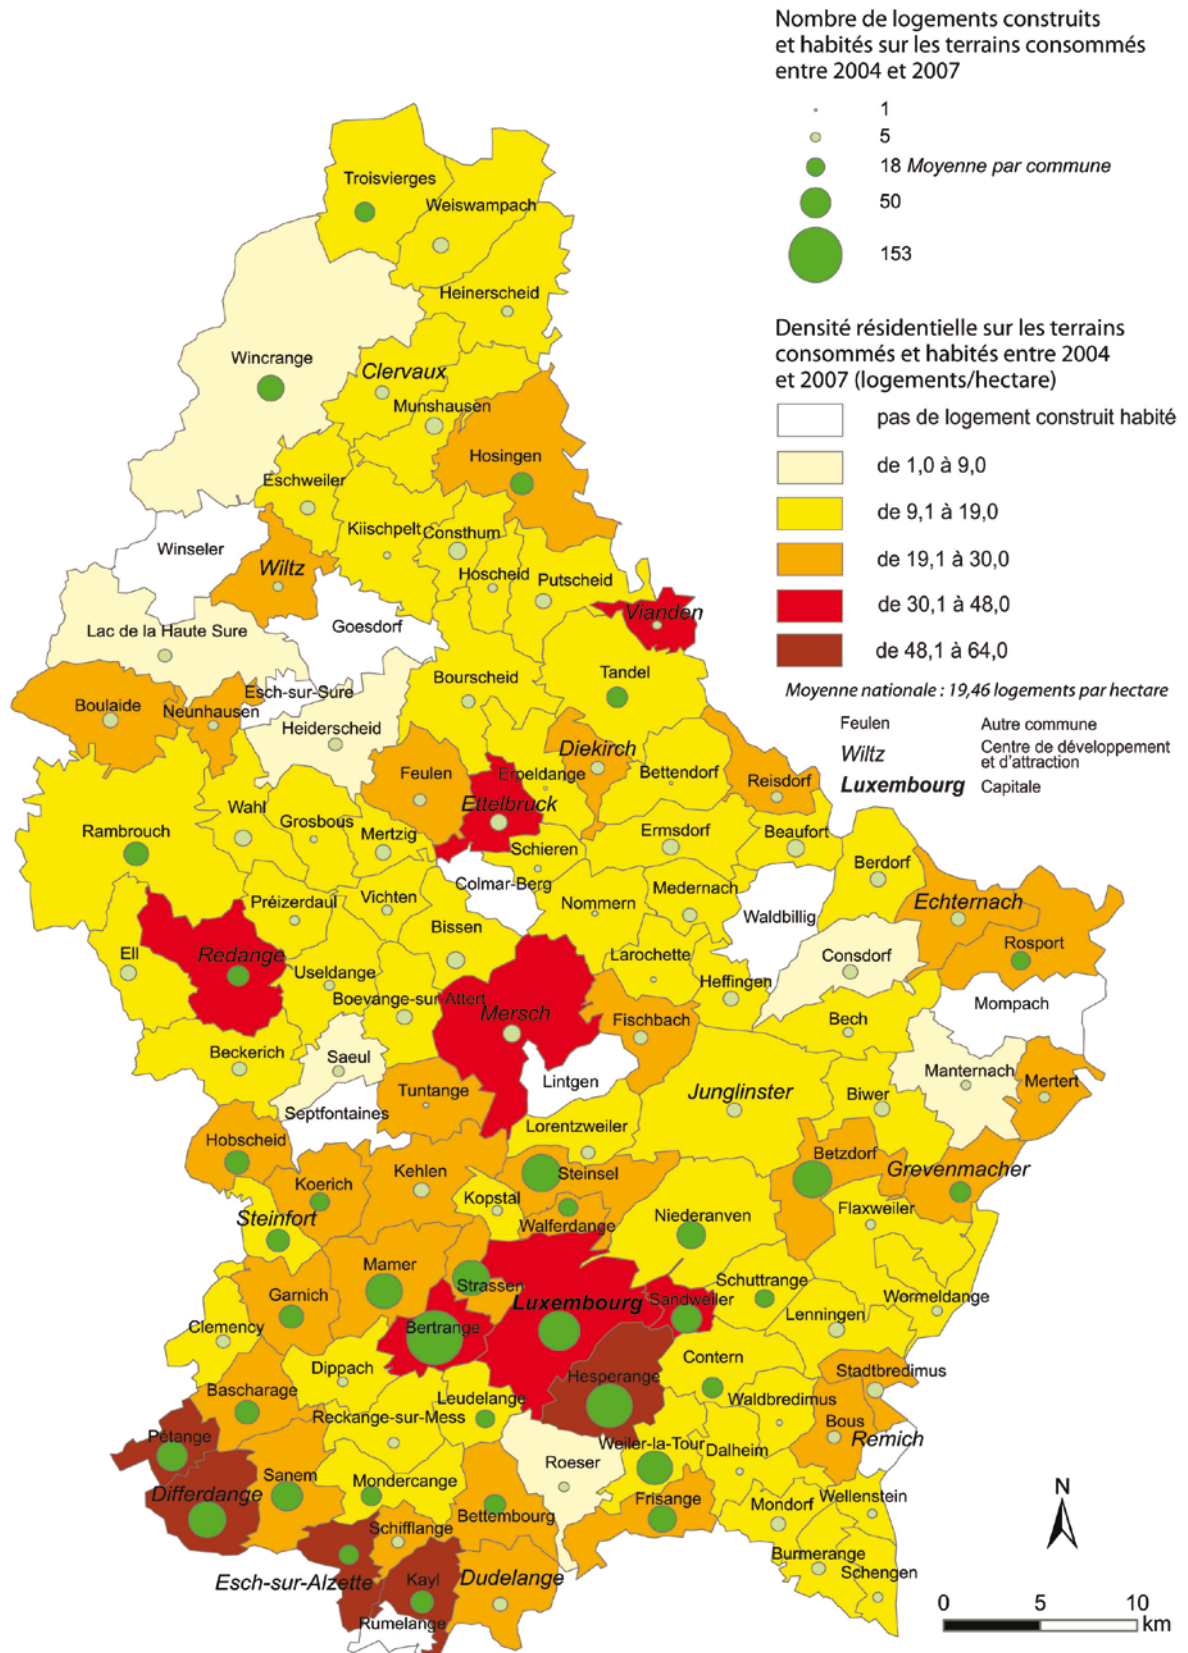 Nombre de logements construits
et habités sur les terrains consommés
entre 2004 et 2007
1
5
18 Moyenne par commune
50
153
Densité résidentielle sur les terrains
consommés et habités entre 2004
et 2007 (logements/hectare)
pas de logement construit habité
de 1,0 à 9,0
de 9,1 à 19,0
de 19,1 à 30,0
de 30,1 à 48,0
de 48,1 à 64,0
Moyenne nationale : 19,46 logements par hectare
Feulen Autre commune
Wiltz Centre de développement
et d'attraction
Luxembourg Capitale
Troisvierges
Weiswampach
Heinerscheid
Wincrange
Clervaux
Munshausen
Hosingen
Eschweiler
Kiischpelt
Consthum
Winseler
Wiltz
Hoscheid
Putscheid
Vianden
Goesdorf
Lac de la Haute Sure
Tandel
Bourscheid
Esch-sur-Sure
Boulaide
Neunhausen
Heiderscheid
Diekirch
Feulen
Erpeldange
Bettendorf
Reisdorf
Ettelbruck
Wahl
Grosbous
Rambrouch
Mertzig
Ermsdorf
Beaufort
Schieren
Berdorf
Colmar-Berg
Medernach
Préizerdaul
Vichten
Nommern
Waldbillig
Echternach
Bissen
Rosport
Ell
Redange
Useldange
Larochette
Heffingen
Consdorf
Boevange-sur-Attert
Mersch
Fischbach
Bech
Mompach
Beckerich
Saeul
Lintgen
Manternach
Mertert
Tuntange
Junglinster
Biwer
Septfontaines
Lorentzweiler
Hobscheid
Kehlen
Steinsel
Betzdorf
Grevenmacher
Koerich
Kopstal
Steinfort
Walferdange
Niederanven
Flaxweiler
Mamer
Strassen
Schuttrange
Garnich
Luxembourg
Sandweiler
Wormeldange
Lenningen
Clemency
Bertrange
Contern
Dippach
Hesperange
Stadtbredimus
Bascharage
Leudelange
Waldbredimus
Reckange-sur-Mess
Bous
Pétange
Weiler-la-Tour
Dalheim
Remich
Roeser
Sanem
Mondercange
Differdange
Frisange
Mondorf
Wellenstein
Bettembourg
Schifflange
Burmerange
Schengen
Esch-sur-Alzette
Kayl
Dudelange
Rumelange
N
0 5 10
km